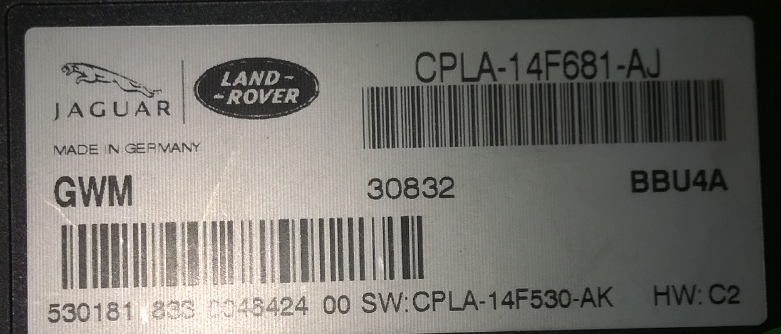 JAGUAR
LAND-
-ROVER
CPLA-14F681-AJ
MADE IN GERMANY
GWM 30832 BBU4A
530181 833 0348424 00 SW:CPLA-14F530-AK HW: C2